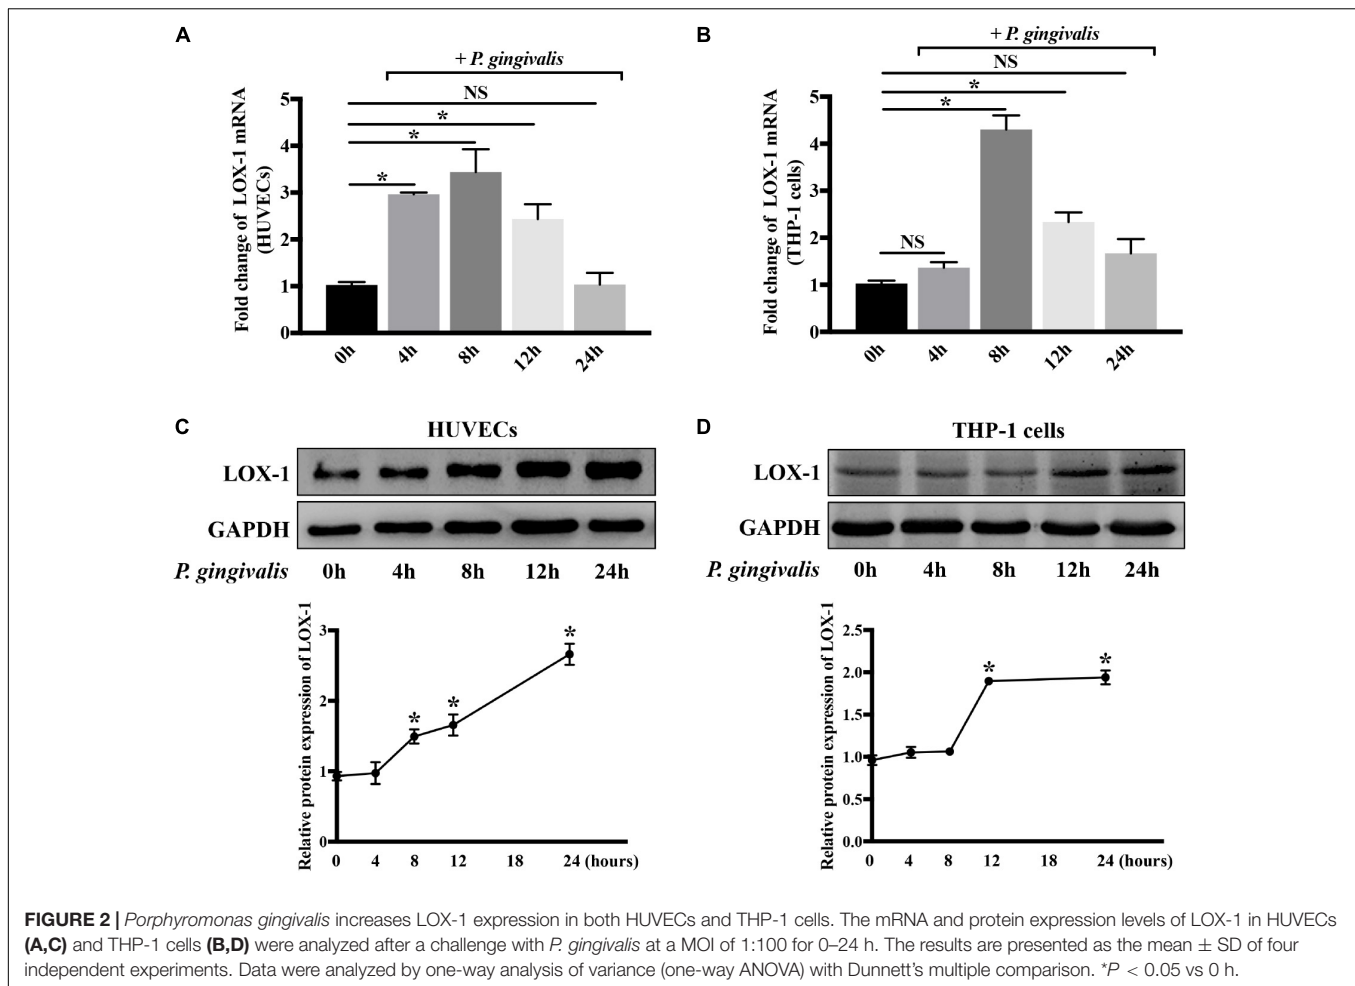 A
+ P. gingivalis
NS
*
*
*
Fold change of LOX-1 mRNA
(HUVECs)
5
4
3
2
1
0
0h 4h 8h 12h 24h
B
+ P. gingivalis
NS
*
*
NS
Fold change of LOX-1 mRNA
(THP-1 cells)
5
4
3
2
1
0
0h 4h 8h 12h 24h
C
HUVECs
LOX-1
GAPDH
P. gingivalis 0h 4h 8h 12h 24h
Relative protein expression of LOX-1
3
2
1
0
* * *
0 4 8 12 18 24 (hours)
D
THP-1 cells
LOX-1
GAPDH
P. gingivalis 0h 4h 8h 12h 24h
Relative protein expression of LOX-1
2.5
2.0
1.5
1.0
0.5
0.0
* *
0 4 8 12 18 24 (hours)
FIGURE 2 | Porphyromonas gingivalis increases LOX-1 expression in both HUVECs and THP-1 cells. The mRNA and protein expression levels of LOX-1 in HUVECs
(A,C) and THP-1 cells (B,D) were analyzed after a challenge with P. gingivalis at a MOI of 1:100 for 0–24 h. The results are presented as the mean ± SD of four
independent experiments. Data were analyzed by one-way analysis of variance (one-way ANOVA) with Dunnett's multiple comparison. *P < 0.05 vs 0 h.